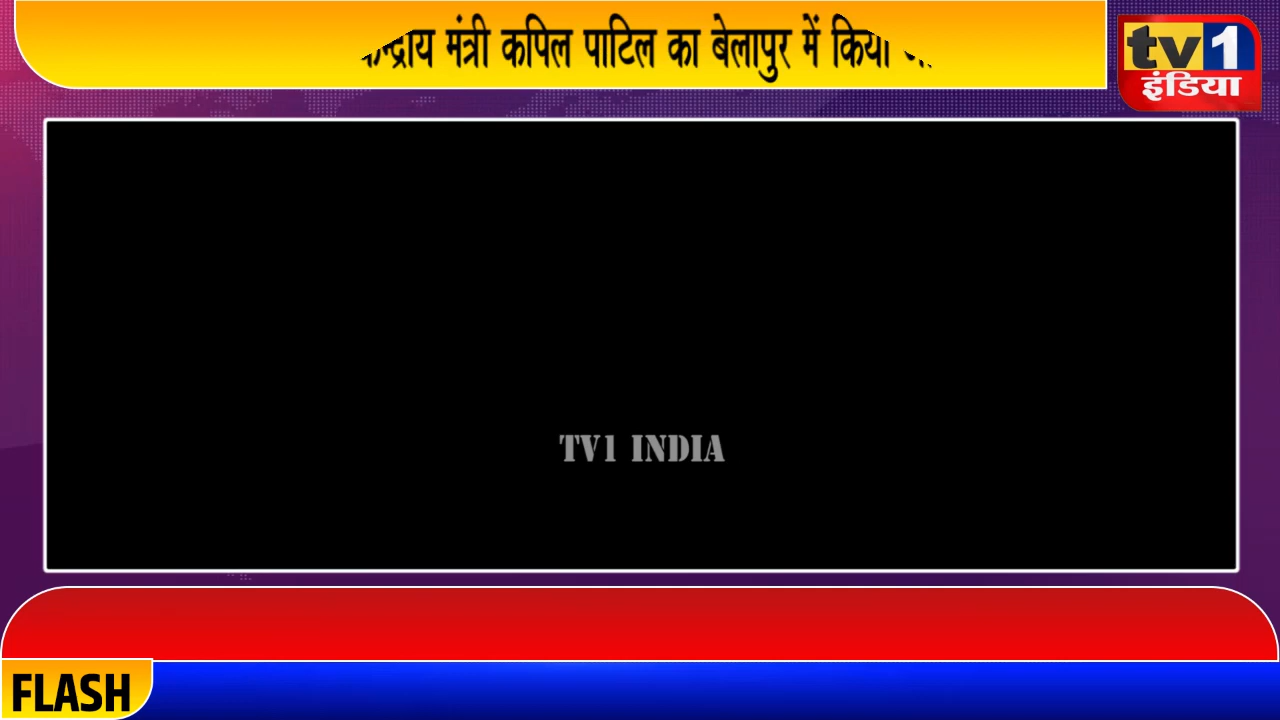 केन्द्रीय मंत्री कपिल पाटिल का बेलापुर में किया
tv1
इंडिया
TV1 INDIA
FLASH